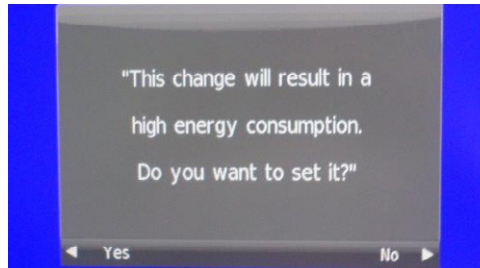 "This change will result in a
high energy consumption.
Do you want to set it?"
◀ Yes No ▶